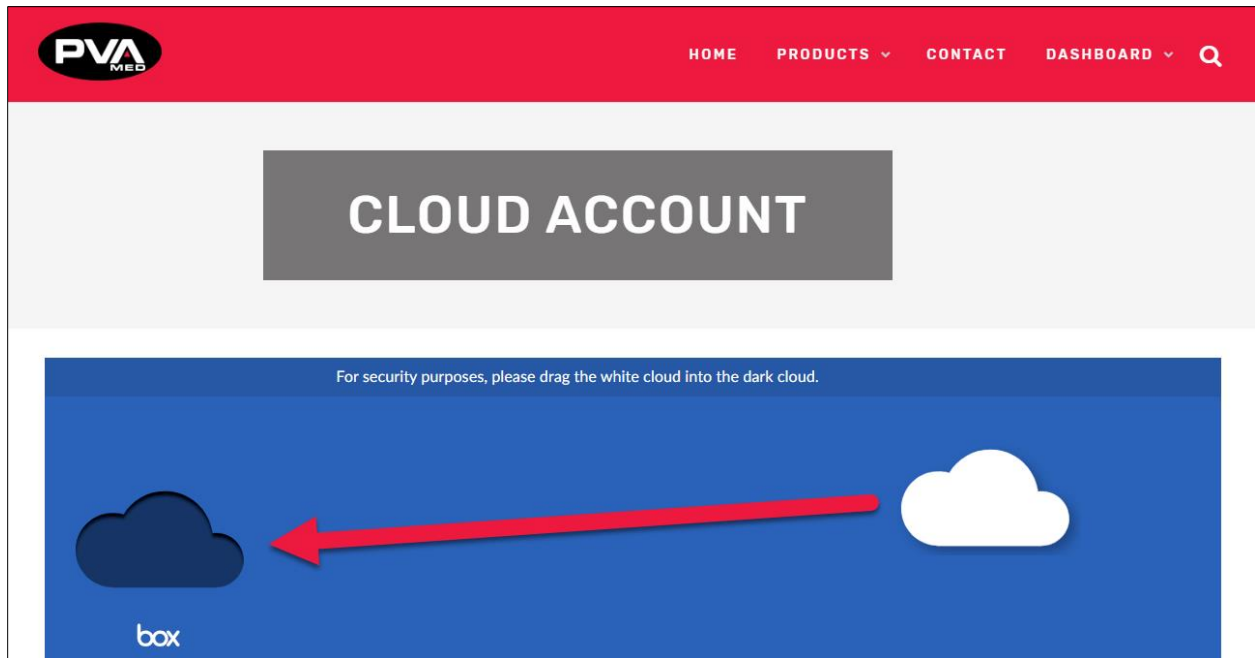 PVA
MED
HOME PRODUCTS CONTACT DASHBOARD
CLOUD ACCOUNT
For security purposes, please drag the white cloud into the dark cloud.
box